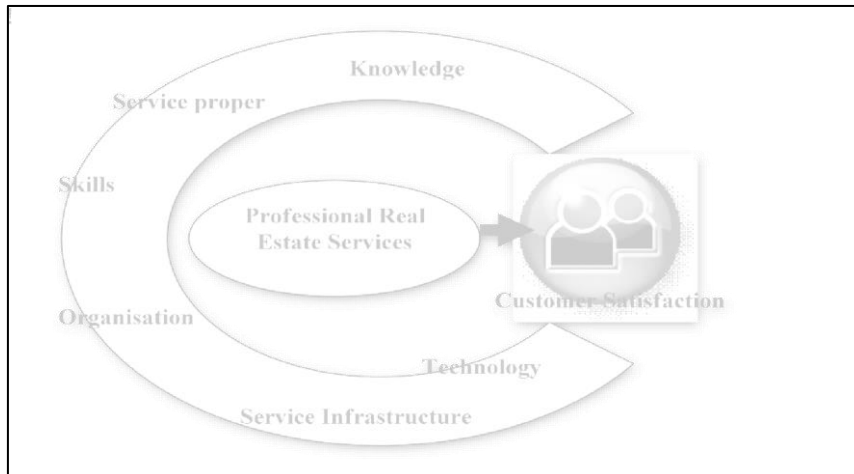 Knowledge
Service proper
Skills
Professional Real
Estate Services
Customer Satisfaction
Organisation
Technology
Service Infrastructure